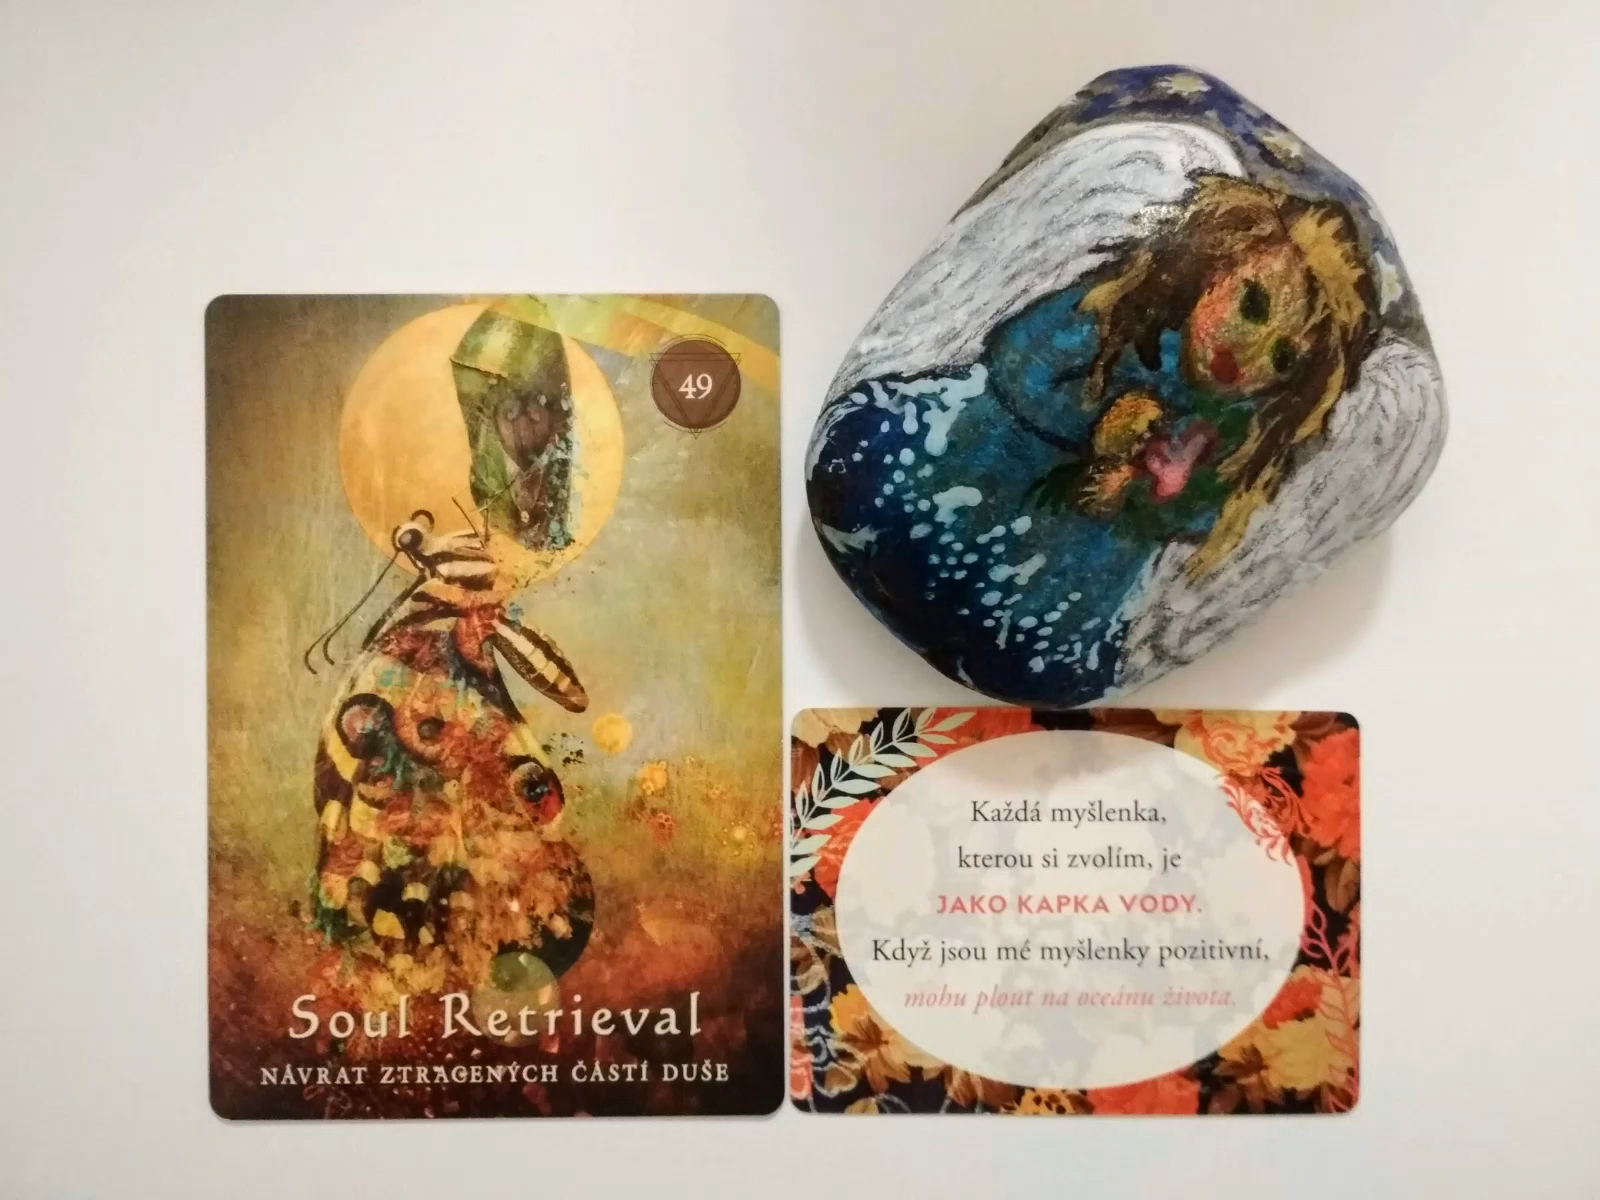 49
Soul Retrieval
NÁVRAT ZTRACENÝCH ČÁSTÍ DUŠE
Každá myšlenka,
kterou si zvolím, je
JAKO KAPKA VODY.
Když jsou mé myšlenky pozitivní,
mohu plout na oceánu života.